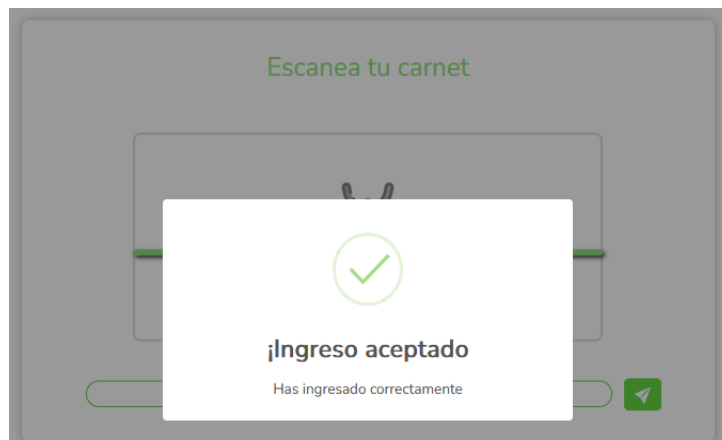 Escanea tu carnet
¡Ingreso aceptado
Has ingresado correctamente